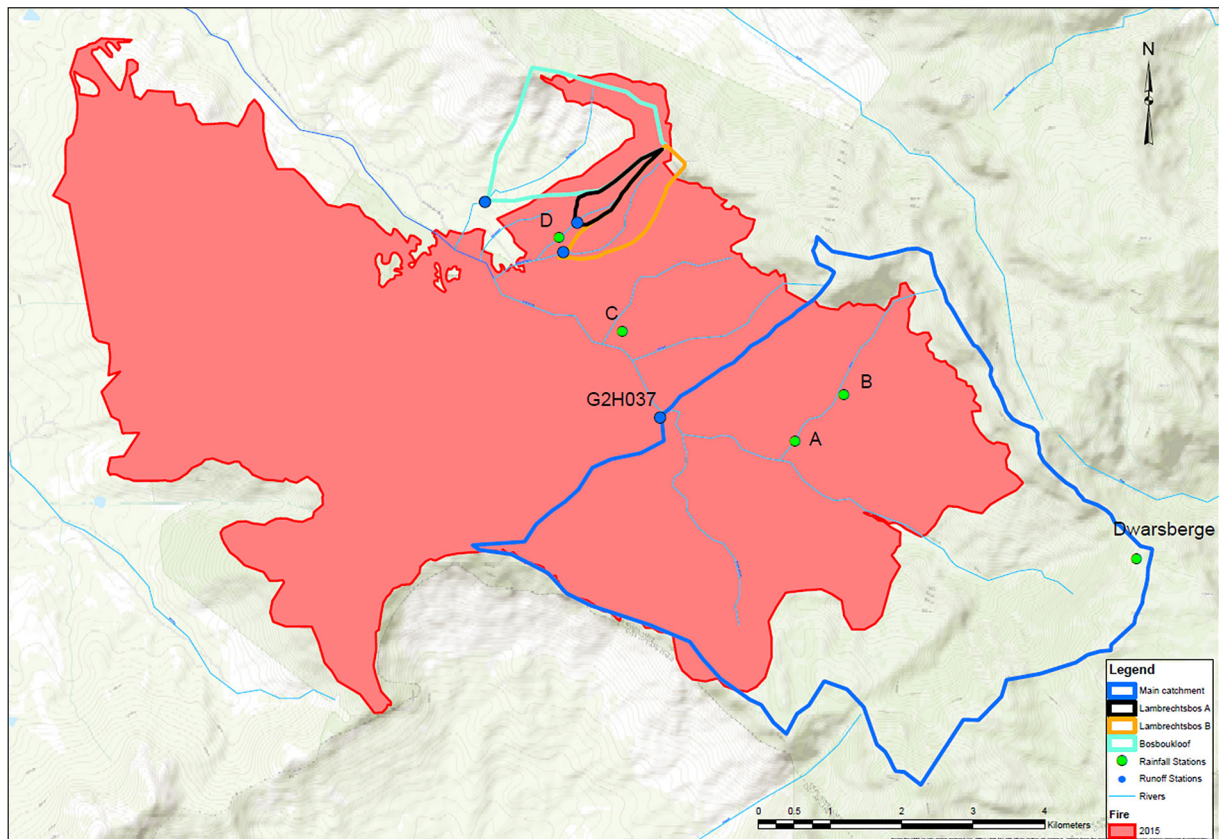 N
D
C
G2H037
B
A
Dwarsberge
Legend
Main catchment
Lambrechtsbos A
Lambrechtsbos B
Bosboukloof
Rainfall Stations
Runoff Stations
Rivers
Fire
2015
0 0.5 1 2 3 4
Kilometers